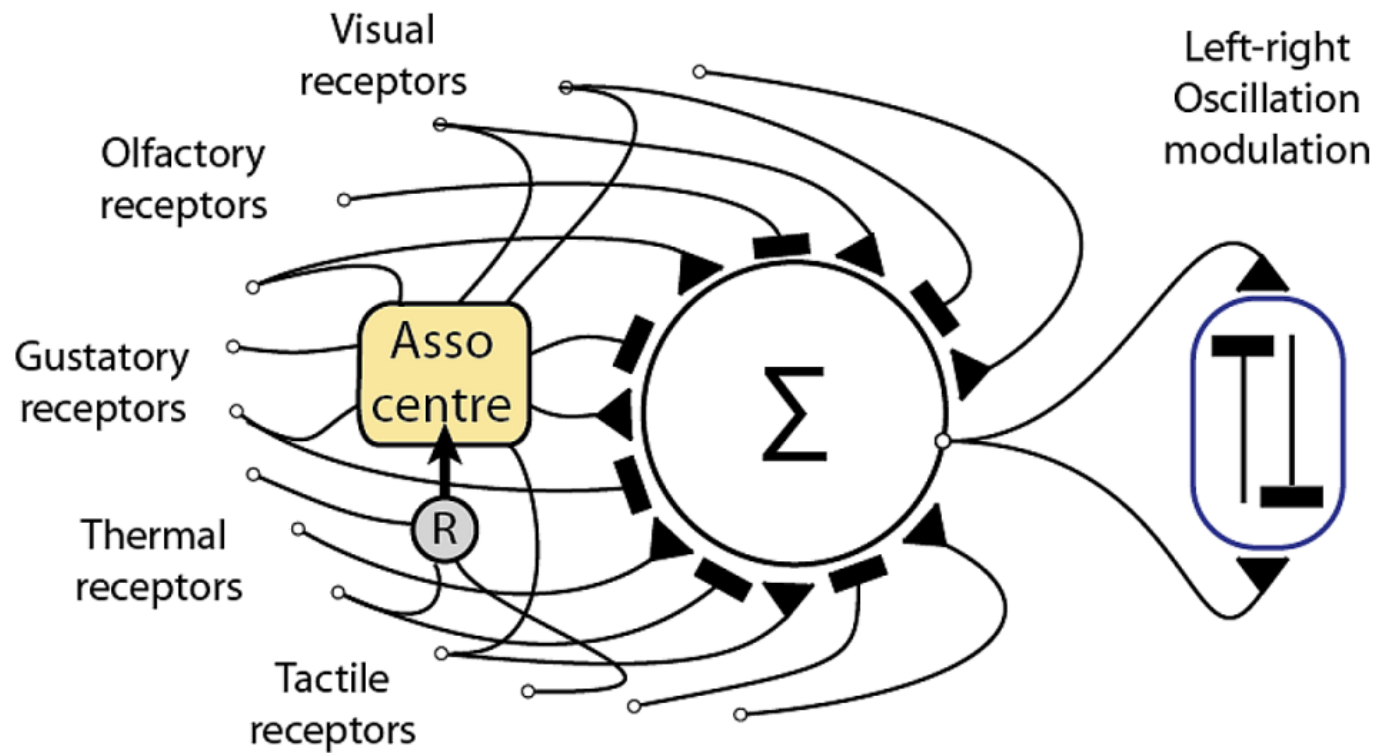 Visual
receptors
Left-right
Oscillation
modulation
Olfactory
receptors
Gustatory
receptors
Asso
centre
Σ
R
Thermal
receptors
Tactile
receptors